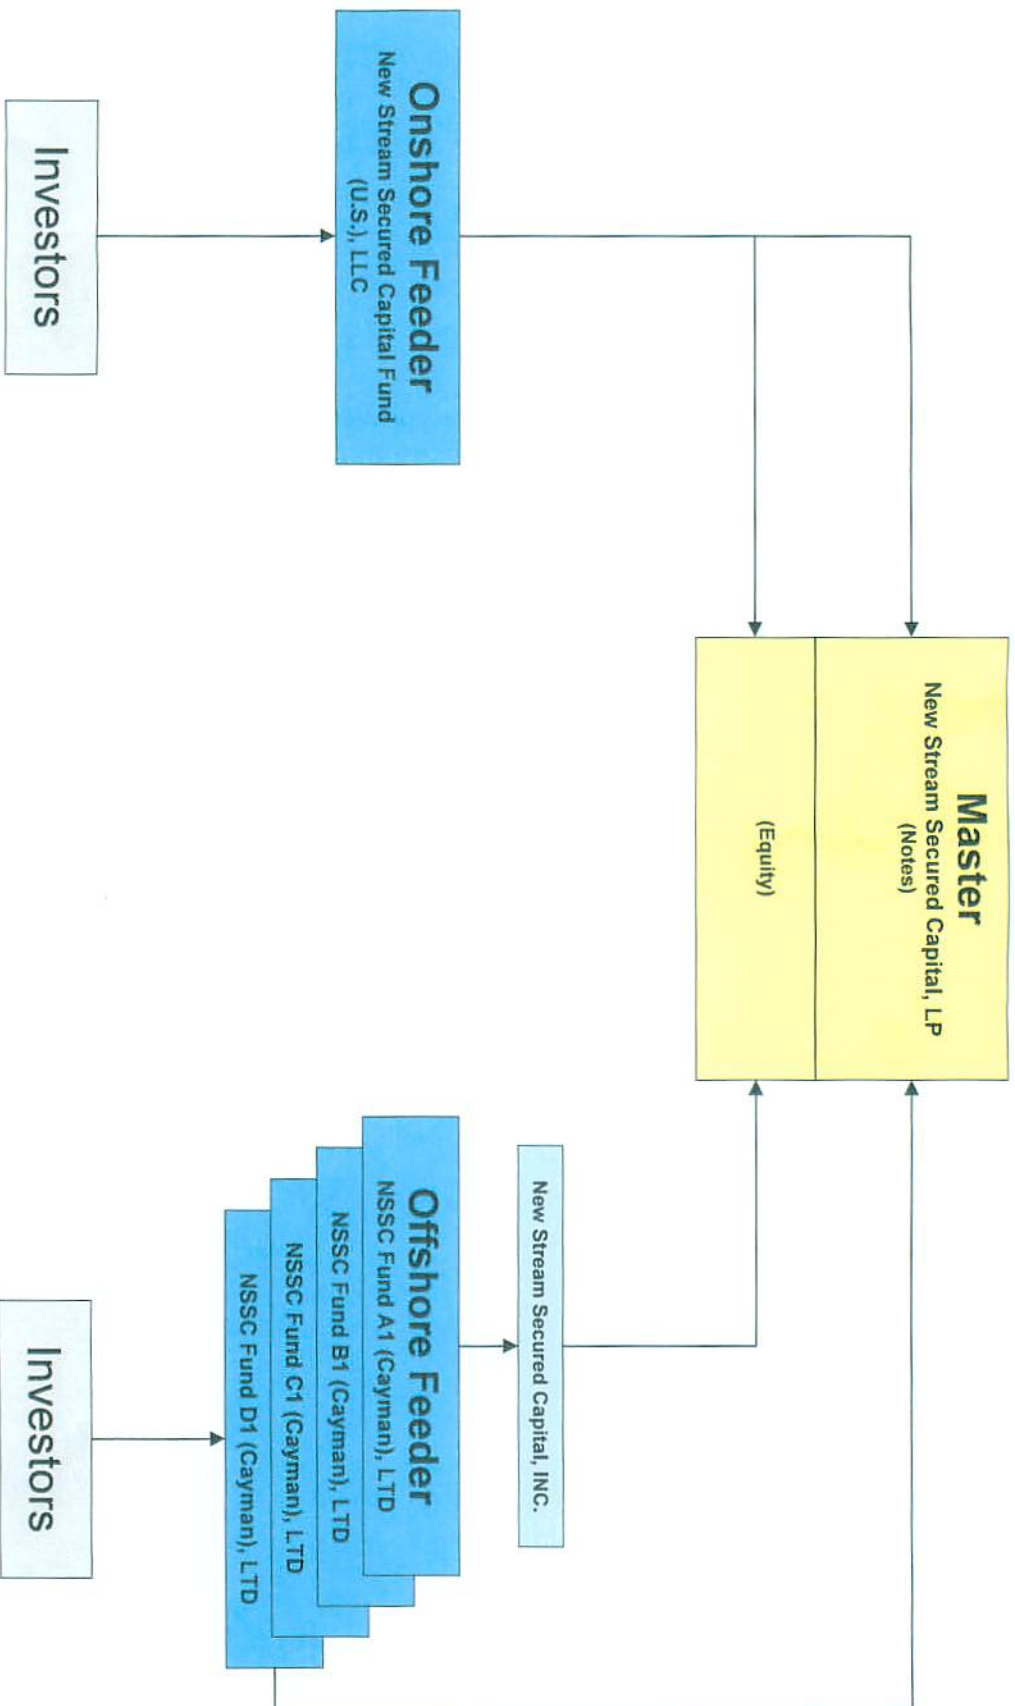 Master
New Stream Secured Capital, LP
(Notes)
(Equity)
New Stream Secured Capital, INC.
Onshore Feeder
New Stream Secured Capital Fund
(U.S.), LLC
Offshore Feeder
NSSC Fund A1 (Cayman), LTD
NSSC Fund B1 (Cayman), LTD
NSSC Fund C1 (Cayman), LTD
NSSC Fund D1 (Cayman), LTD
Investors
Investors